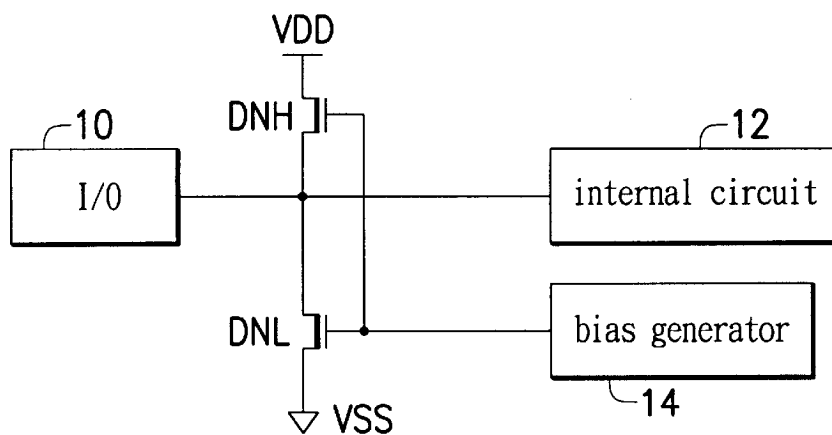 VDD
DNH
10
I/O
12
internal circuit
DNL
bias generator
14
VSS